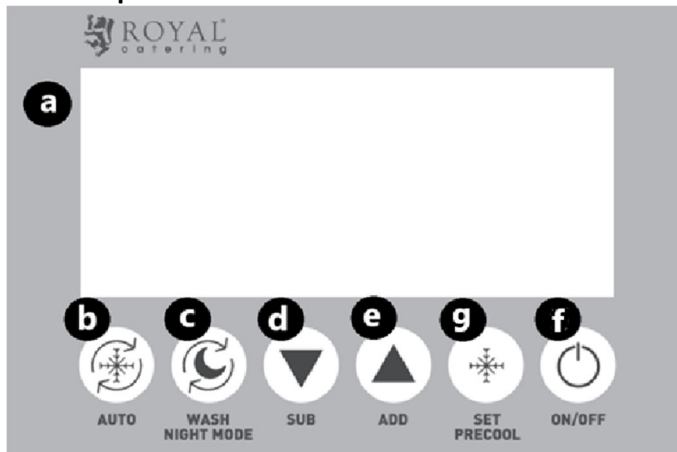 ROYAL
catering
a
b c d e g f
AUTO WASH NIGHT MODE SUB ADD SET PRECOOL ON/OFF